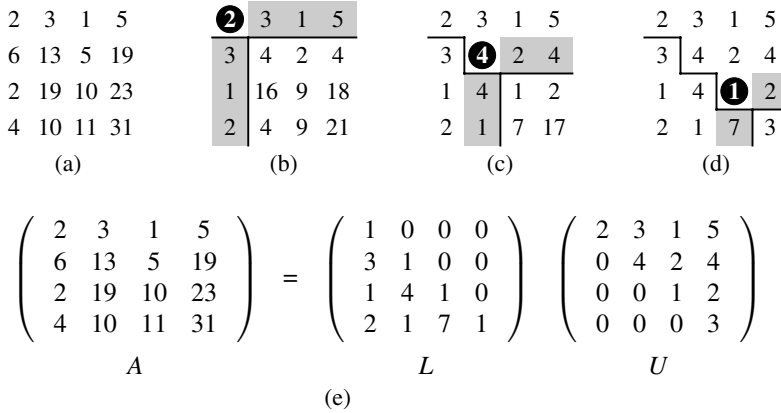 2 3 1 5
6 13 5 19
2 19 10 23
4 10 11 31
(a)
2 3 1 5
3 4 2 4
1 16 9 18
2 4 9 21
(b)
2 3 1 5
3 4 2 4
1 4 1 2
2 1 7 17
(c)
2 3 1 5
3 4 2 4
1 4 1 2
2 1 7 3
(d)
( 2 3 1 5 ) = ( 1 0 0 0 ) ( 2 3 1 5 )
6 13 5 19 3 1 0 0 0 4 2 4
2 19 10 23 1 4 1 0 0 0 1 2
4 10 11 31 2 1 7 1 0 0 0 3
A L U
(e)